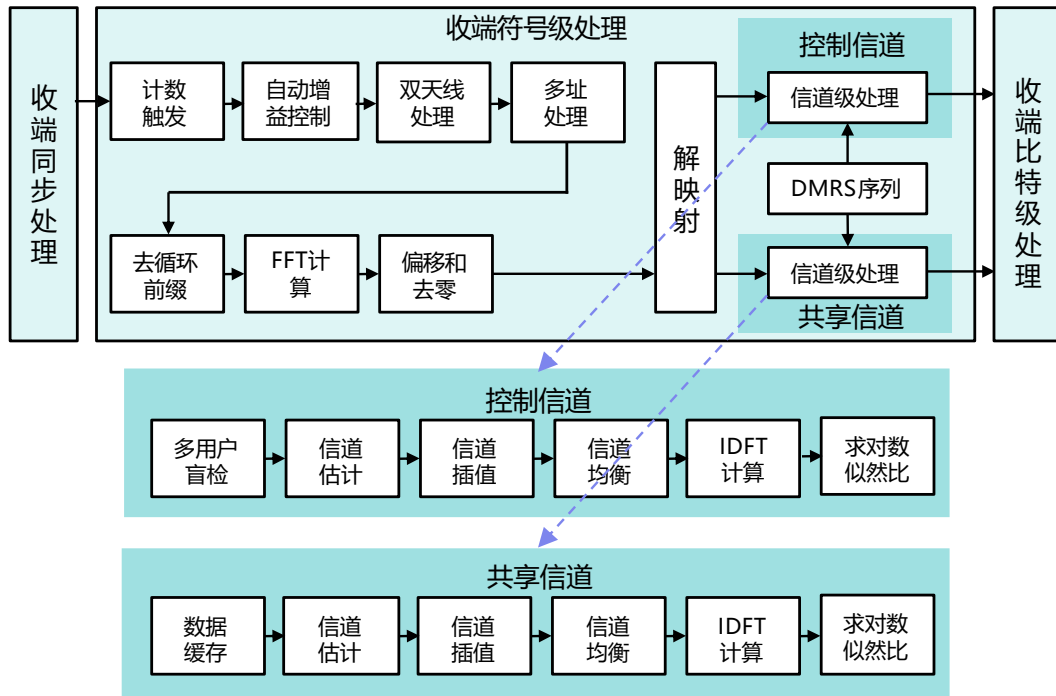 收端同步处理
收端符号级处理
计数
触发
自动增
益控制
双天线
处理
多址
处理
去循环
前缀
FFT计
算
偏移和
去零
解映射
控制信道
信道级处理
DMRS序列
信道级处理
共享信道
收端比特级处理
控制信道
多用户
盲检
信道
估计
信道
插值
信道
均衡
IDFT
计算
求对数
似然比
共享信道
数据
缓存
信道
估计
信道
插值
信道
均衡
IDFT
计算
求对数
似然比